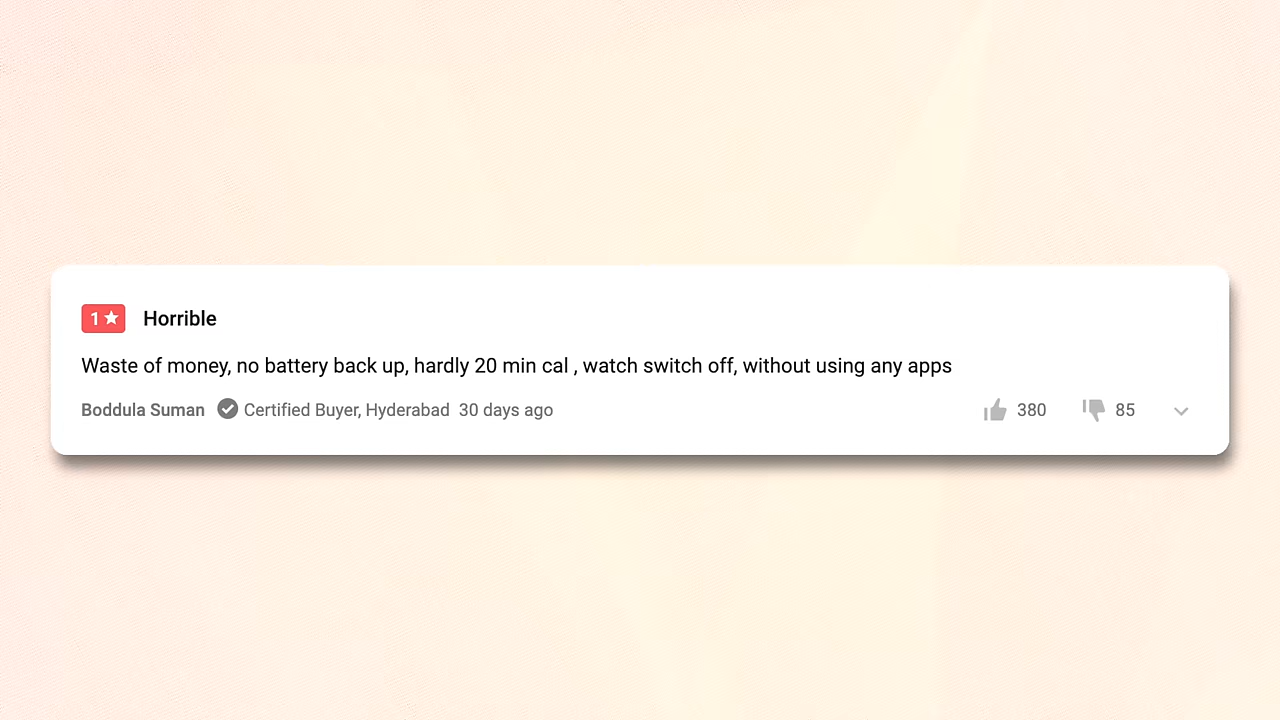 1★ Horrible
Waste of money, no battery back up, hardly 20 min cal , watch switch off, without using any apps
Boddula Suman Certified Buyer, Hyderabad 30 days ago 380 85